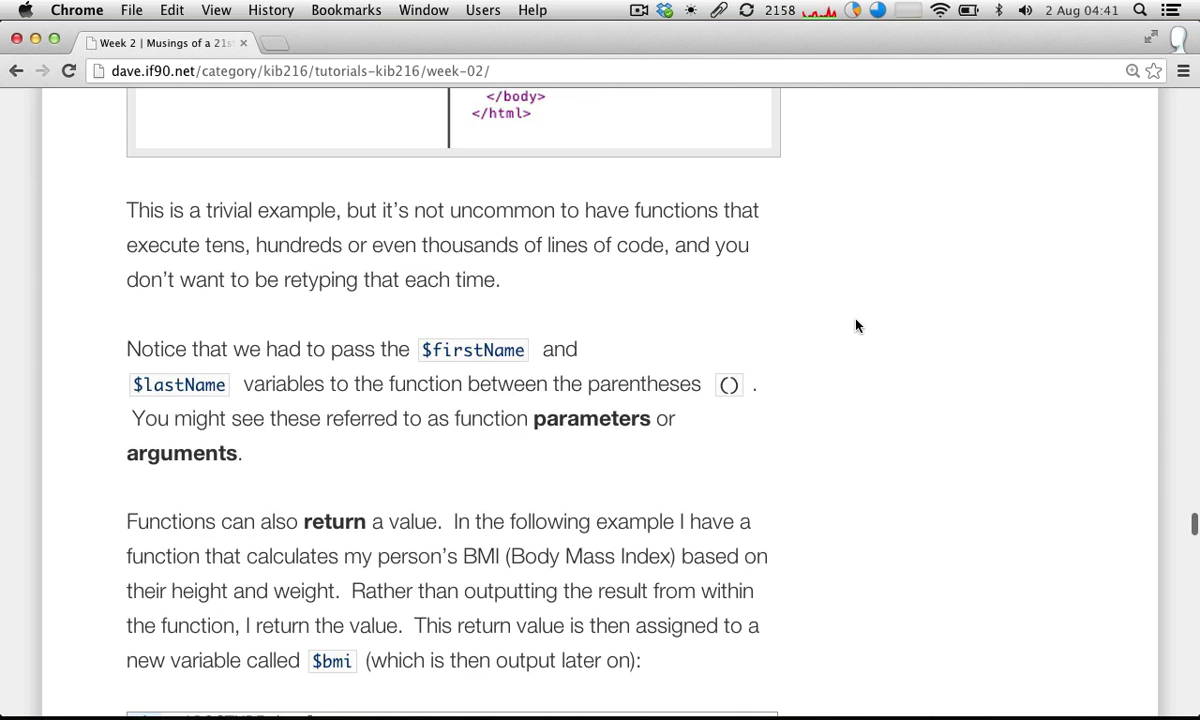 Chrome File Edit View History Bookmarks Window Users Help 2158 2 Aug 04:41
Week 2 | Musings of a 21s
dave.if90.net/category/kib216/tutorials-kib216/week-02/
</body>
</html>
This is a trivial example, but it’s not uncommon to have functions that
execute tens, hundreds or even thousands of lines of code, and you
don’t want to be retyping that each time.
Notice that we had to pass the $firstName and
$lastName variables to the function between the parentheses () .
You might see these referred to as function parameters or
arguments.
Functions can also return a value. In the following example I have a
function that calculates my person’s BMI (Body Mass Index) based on
their height and weight. Rather than outputting the result from within
the function, I return the value. This return value is then assigned to a
new variable called $bmi (which is then output later on):